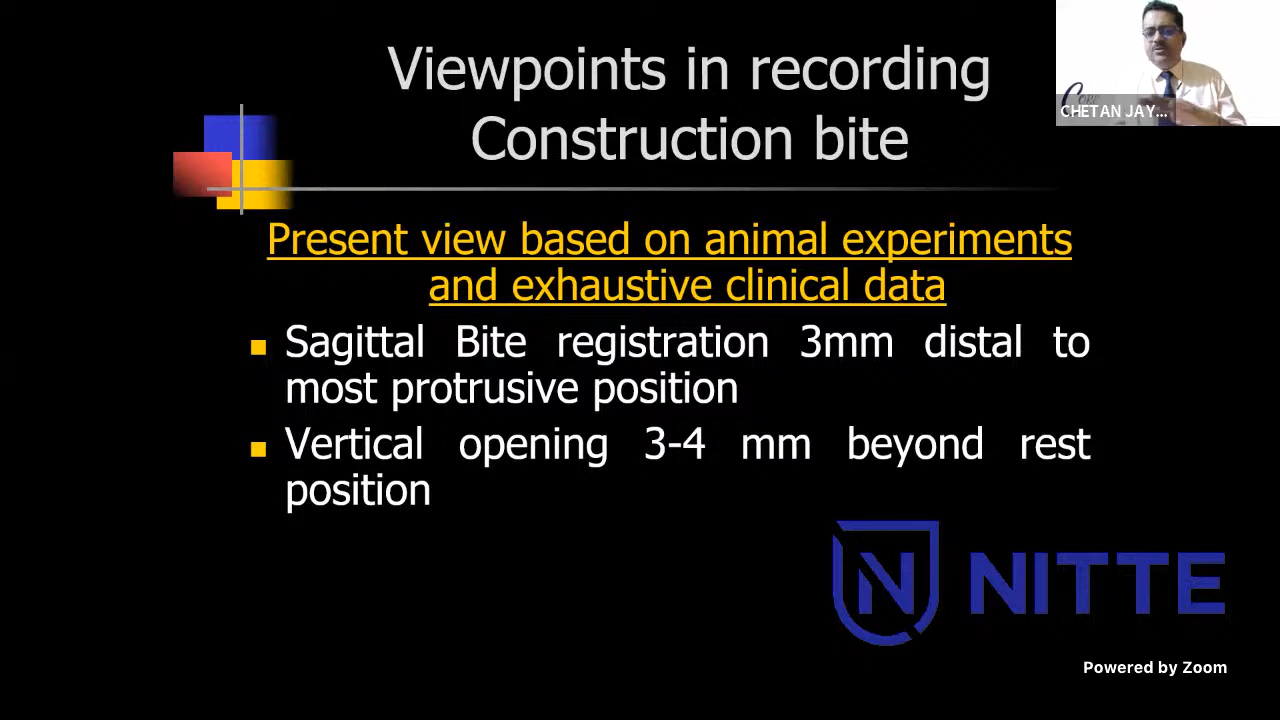 Viewpoints in recording
Construction bite
CHETAN JAY...
Present view based on animal experiments
and exhaustive clinical data
Sagittal Bite registration 3mm distal to
most protrusive position
Vertical opening 3-4 mm beyond rest
position
N NITTE
Powered by Zoom